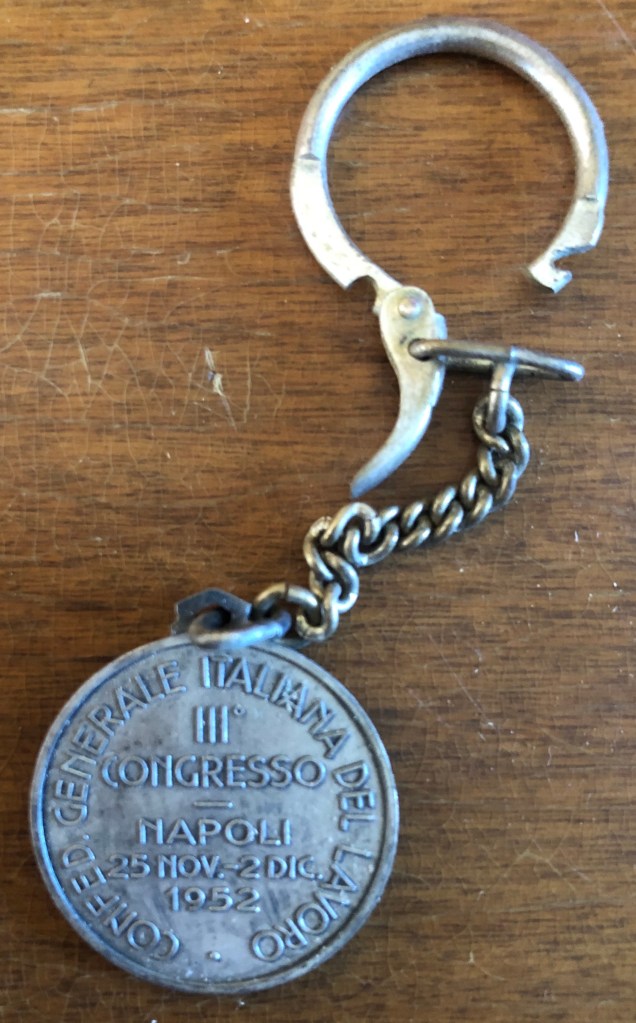 CONFED. GENERALE ITALIANA DEL LAVORO
III°
CONGRESSO
NAPOLI
25 NOV.-2 DIC.
1952